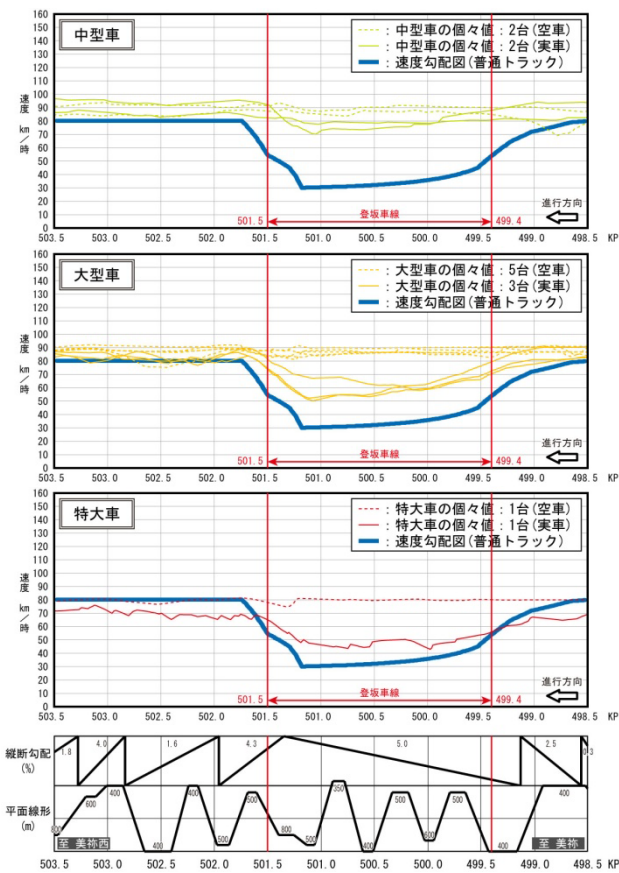 160
150
140
130
120
110
100
90
80
70
60
50
40
30
20
10
0
速度 km/時
中型車
: 中型車の個々値：2台(空車)
: 中型車の個々値：2台(実車)
: 速度勾配図(普通トラック)
登坂車線
501.5
499.4
進行方向
503.5 503.0 502.5 502.0 501.5 501.0 500.5 500.0 499.5 499.0 498.5 KP
160
150
140
130
120
110
100
90
80
70
60
50
40
30
20
10
0
速度 km/時
大型車
: 大型車の個々値：5台(空車)
: 大型車の個々値：3台(実車)
: 速度勾配図(普通トラック)
登坂車線
501.5
499.4
進行方向
503.5 503.0 502.5 502.0 501.5 501.0 500.5 500.0 499.5 499.0 498.5 KP
160
150
140
130
120
110
100
90
80
70
60
50
40
30
20
10
0
速度 km/時
特大車
: 特大車の個々値：1台(空車)
: 特大車の個々値：1台(実車)
: 速度勾配図(普通トラック)
登坂車線
501.5
499.4
進行方向
503.5 503.0 502.5 502.0 501.5 501.0 500.5 500.0 499.5 499.0 498.5 KP
縦断勾配
(%)
1.8 4.0 1.6 4.3 5.0 2.5 0.3
平面線形
(m)
800 600 400 400 400 500 500 800 500 350 400 500 600 500 400 400
至 美祢西
至 美祢
503.5 503.0 502.5 502.0 501.5 501.0 500.5 500.0 499.5 499.0 498.5 KP